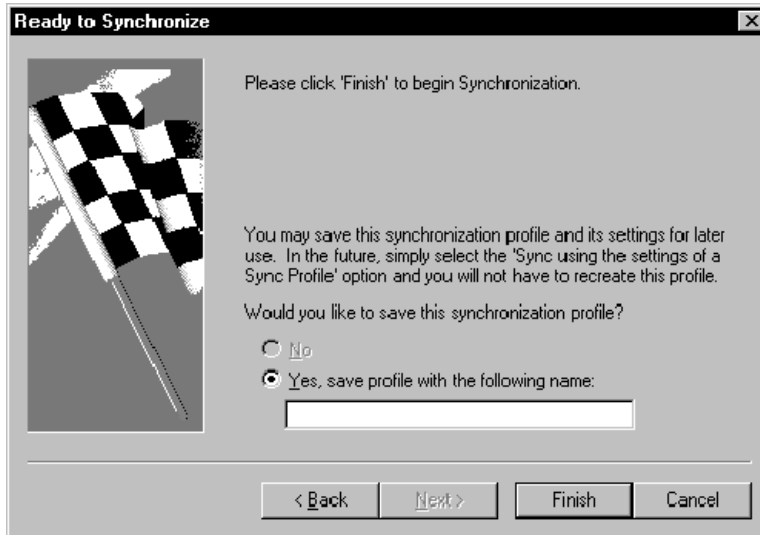 Ready to Synchronize
Please click 'Finish' to begin Synchronization.
You may save this synchronization profile and its settings for later
use. In the future, simply select the 'Sync using the settings of a
Sync Profile' option and you will not have to recreate this profile.
Would you like to save this synchronization profile?
No
Yes, save profile with the following name:
< Back
Next >
Finish
Cancel